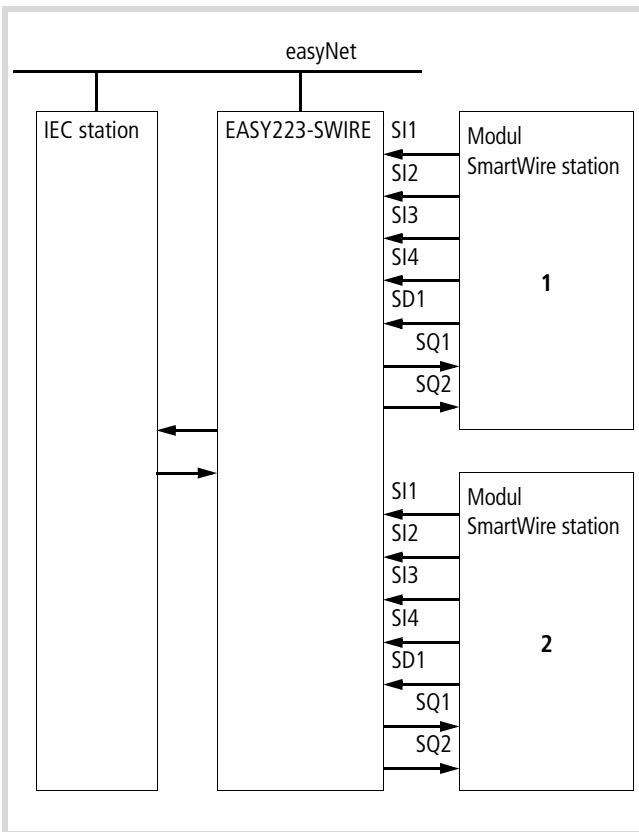 easyNet
IEC station
EASY223-SWIRE
SI1
SI2
SI3
SI4
SD1
SQ1
SQ2
Modul
SmartWire station
1
SI1
SI2
SI3
SI4
SD1
SQ1
SQ2
Modul
SmartWire station
2